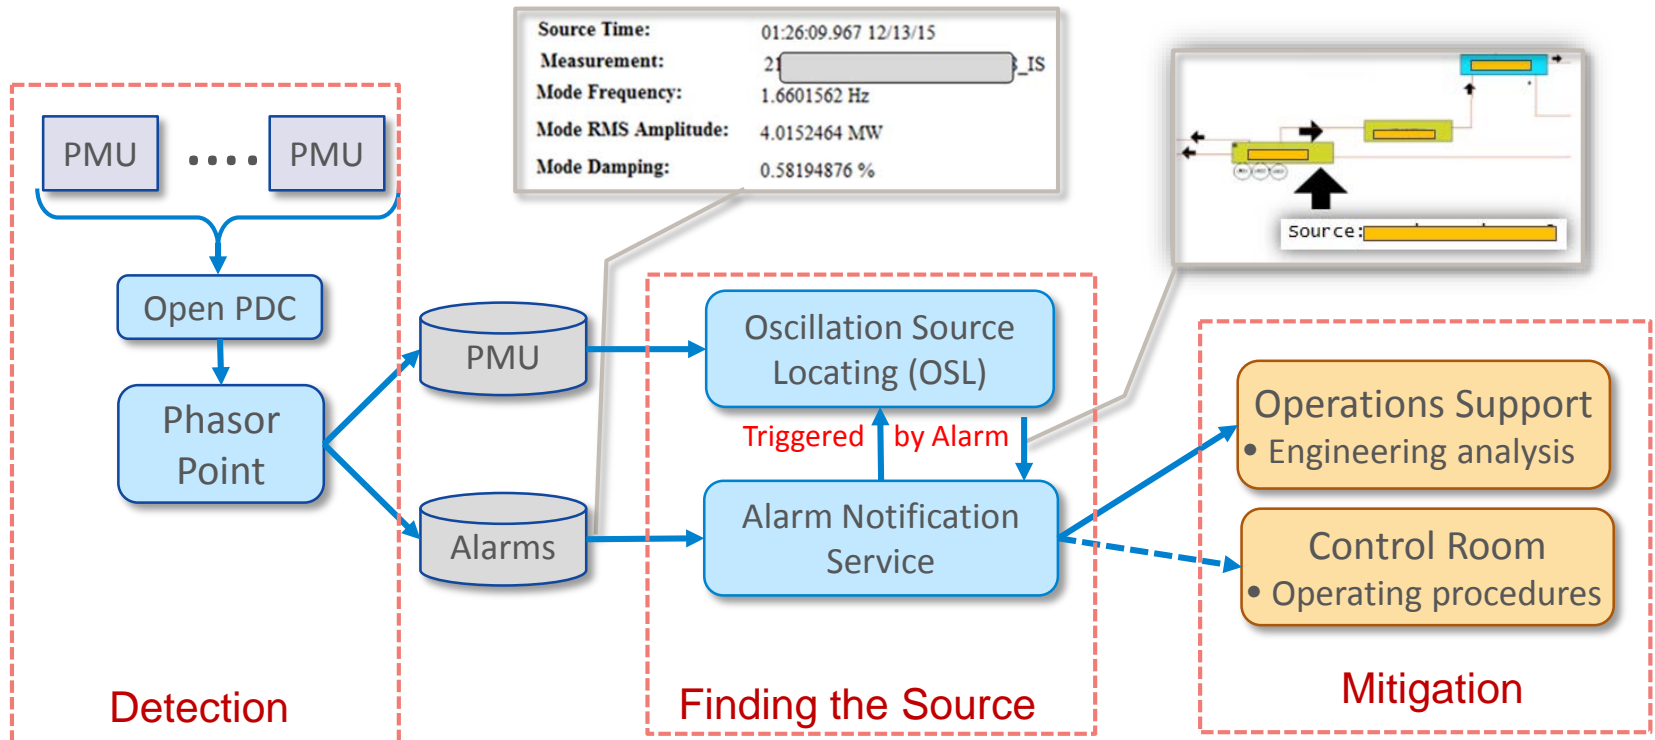 Source Time: 01:26:09.967 12/13/15
Measurement: 21 3_IS
Mode Frequency: 1.6601562 Hz
Mode RMS Amplitude: 4.0152464 MW
Mode Damping: 0.58194876 %
Source:
PMU .... PMU
Open PDC
Phasor
Point
PMU
Alarms
Oscillation Source
Locating (OSL)
Triggered by Alarm
Alarm Notification
Service
Operations Support
• Engineering analysis
Control Room
• Operating procedures
Detection
Finding the Source
Mitigation